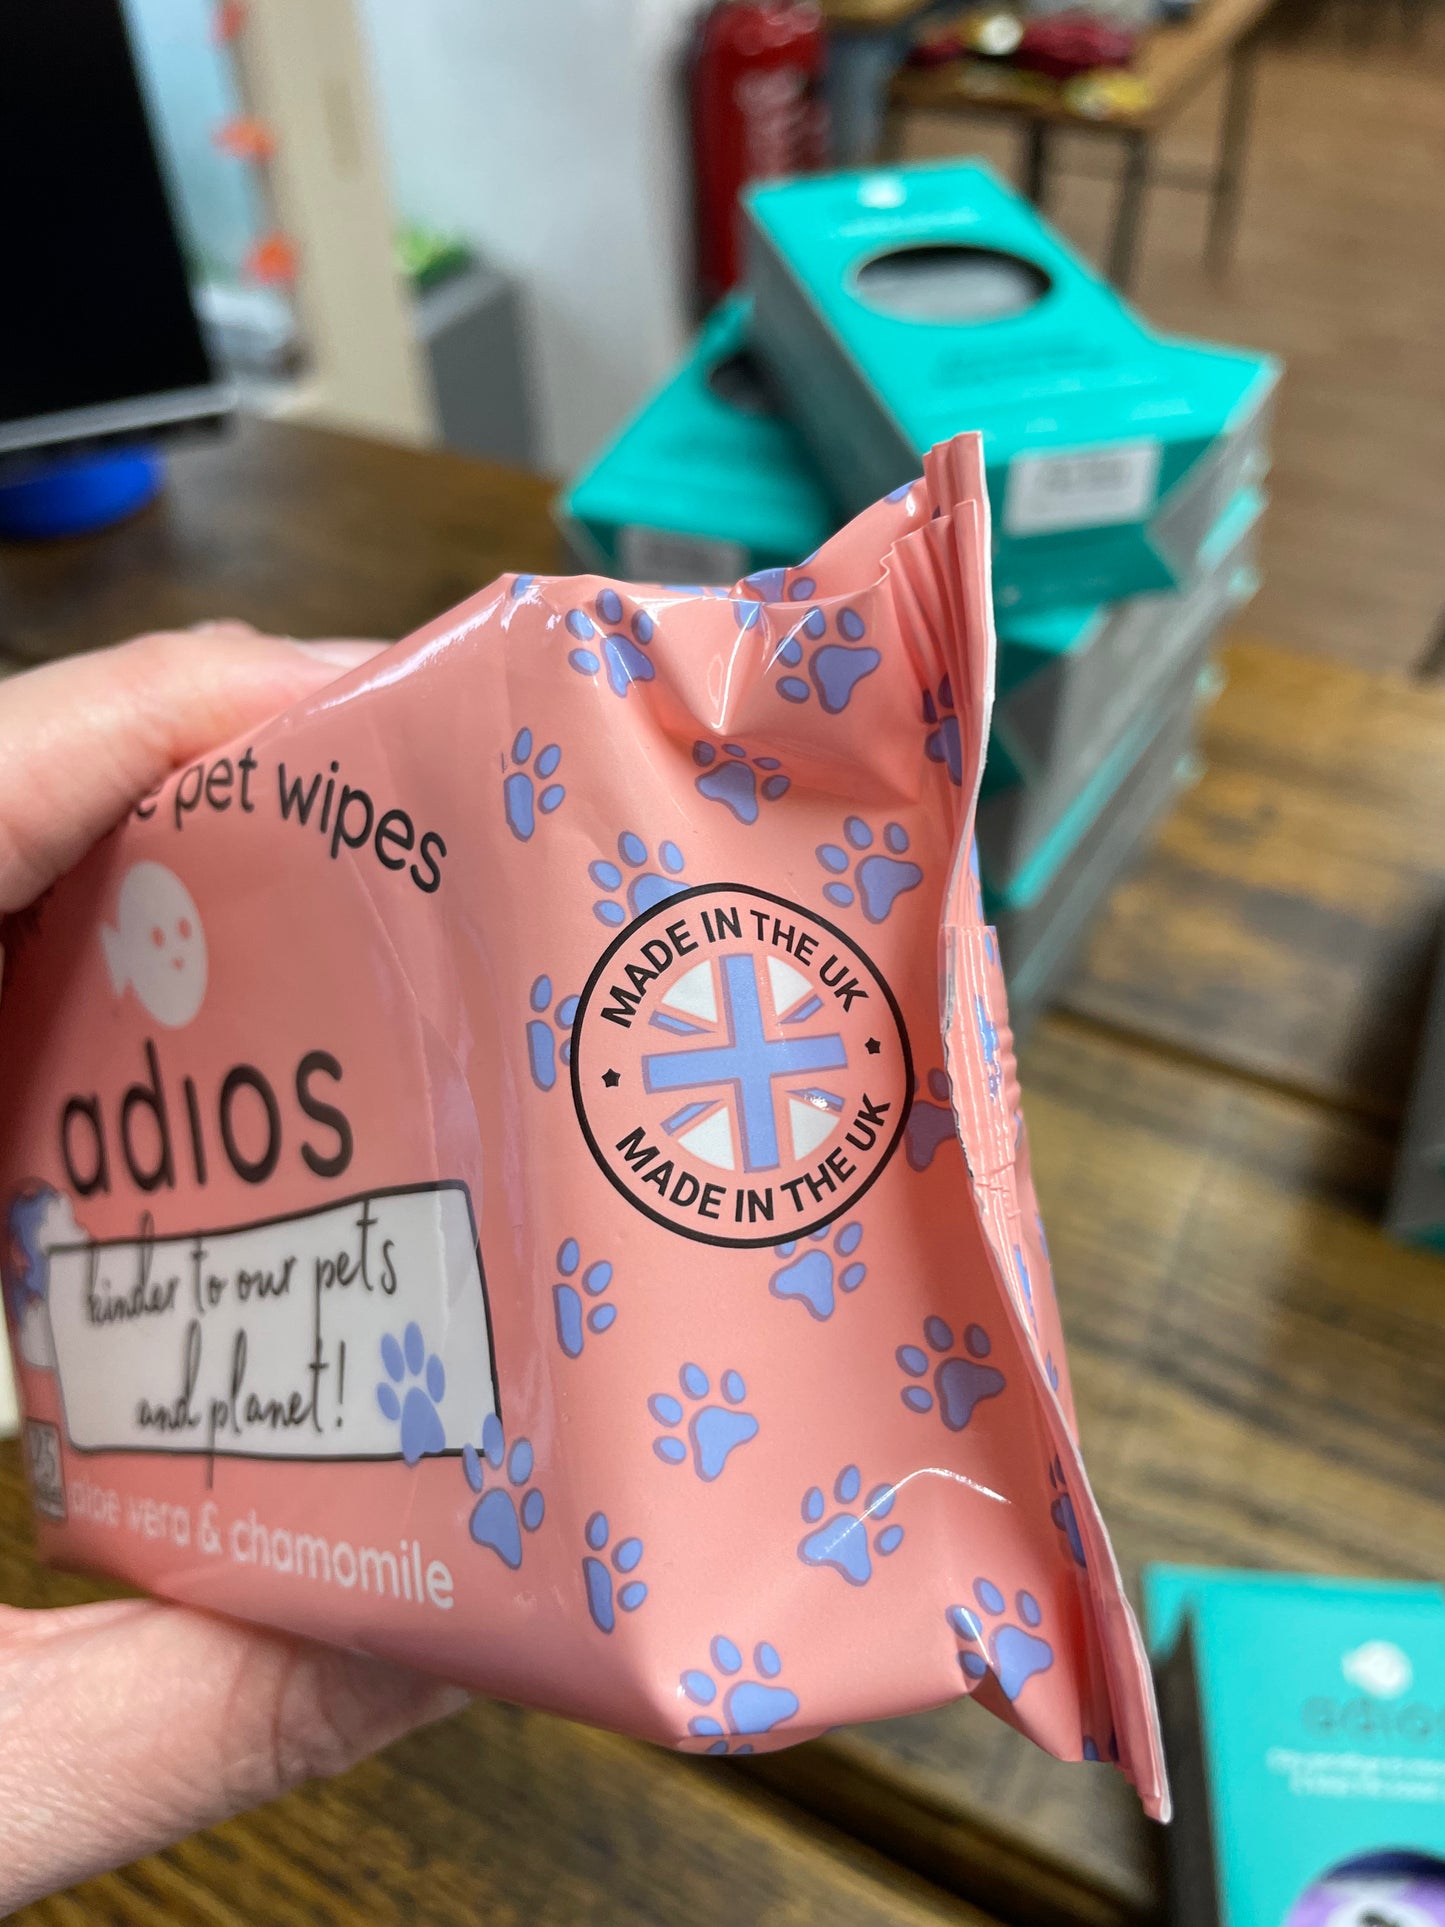 pet wipes
adıos
kinder to our pets
and planet!
aloe vera & chamomile
MADE IN THE UK
MADE IN THE UK